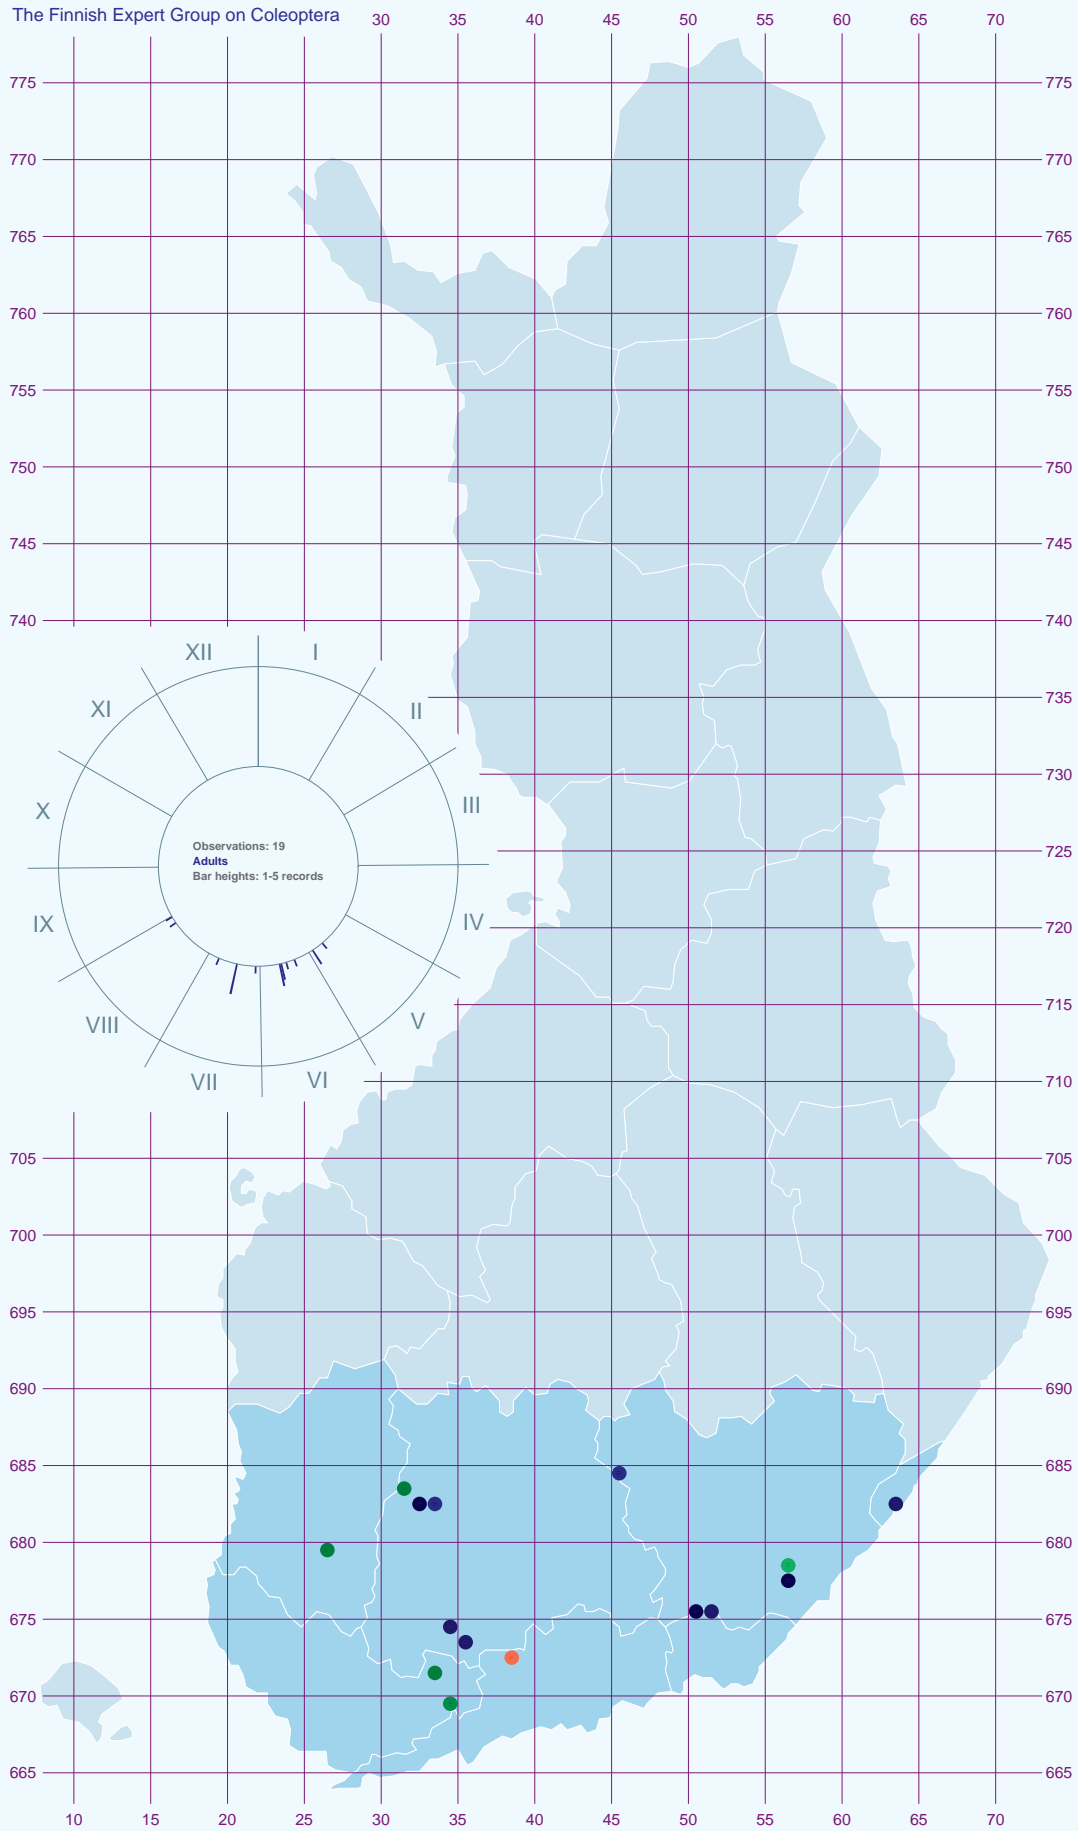 The Finnish Expert Group on Coleoptera
30 35 40 45 50 55 60 65 70
775 775
770 770
765 765
760 760
755 755
750 750
745 745
740 740
XII I
XI II
735
730
X III
725
Observations: 19
Adults
Bar heights: 1-5 records
IX IV
720
715
VIII V
VII VI
710
705 705
700 700
695 695
690 690
685 685
680 680
675 675
670 670
665 665
10 15 20 25 30 35 40 45 50 55 60 65 70